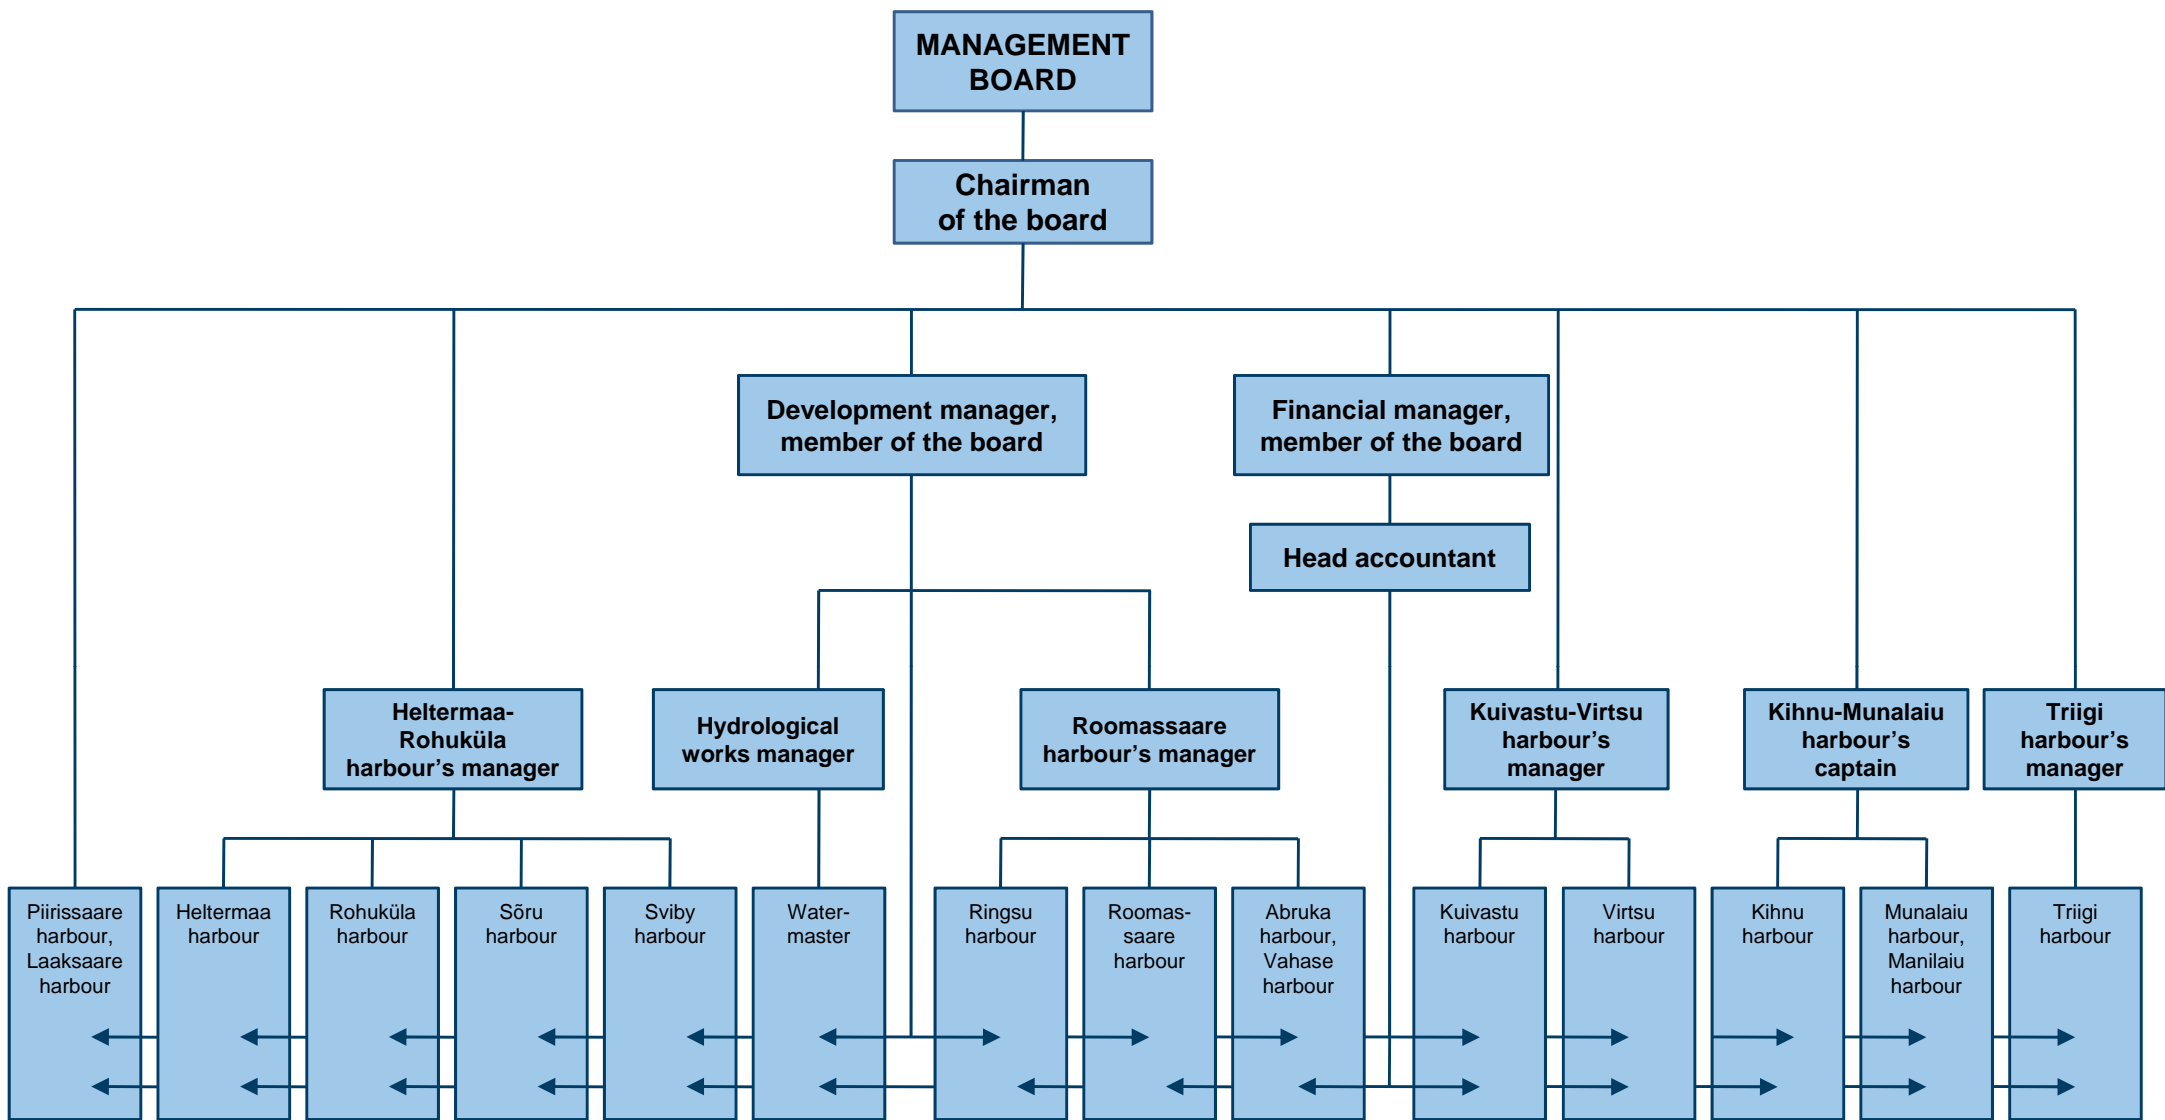 MANAGEMENT
BOARD
Chairman
of the board
Development manager,
member of the board
Financial manager,
member of the board
Head accountant
Heltermaa-
Rohuküla
harbour’s manager
Hydrological
works manager
Roomassaare
harbour’s manager
Kuivastu-Virtsu
harbour’s
manager
Kihnu-Munalaiu
harbour’s
captain
Triigi
harbour’s
manager
Piirissaare
harbour,
Laaksaare
harbour
Heltermaa
harbour
Rohuküla
harbour
Sõru
harbour
Sviby
harbour
Water-
master
Ringsu
harbour
Roomas-
saare
harbour
Abruka
harbour,
Vahase
harbour
Kuivastu
harbour
Virtsu
harbour
Kihnu
harbour
Munalaiu
harbour,
Manilaiu
harbour
Triigi
harbour